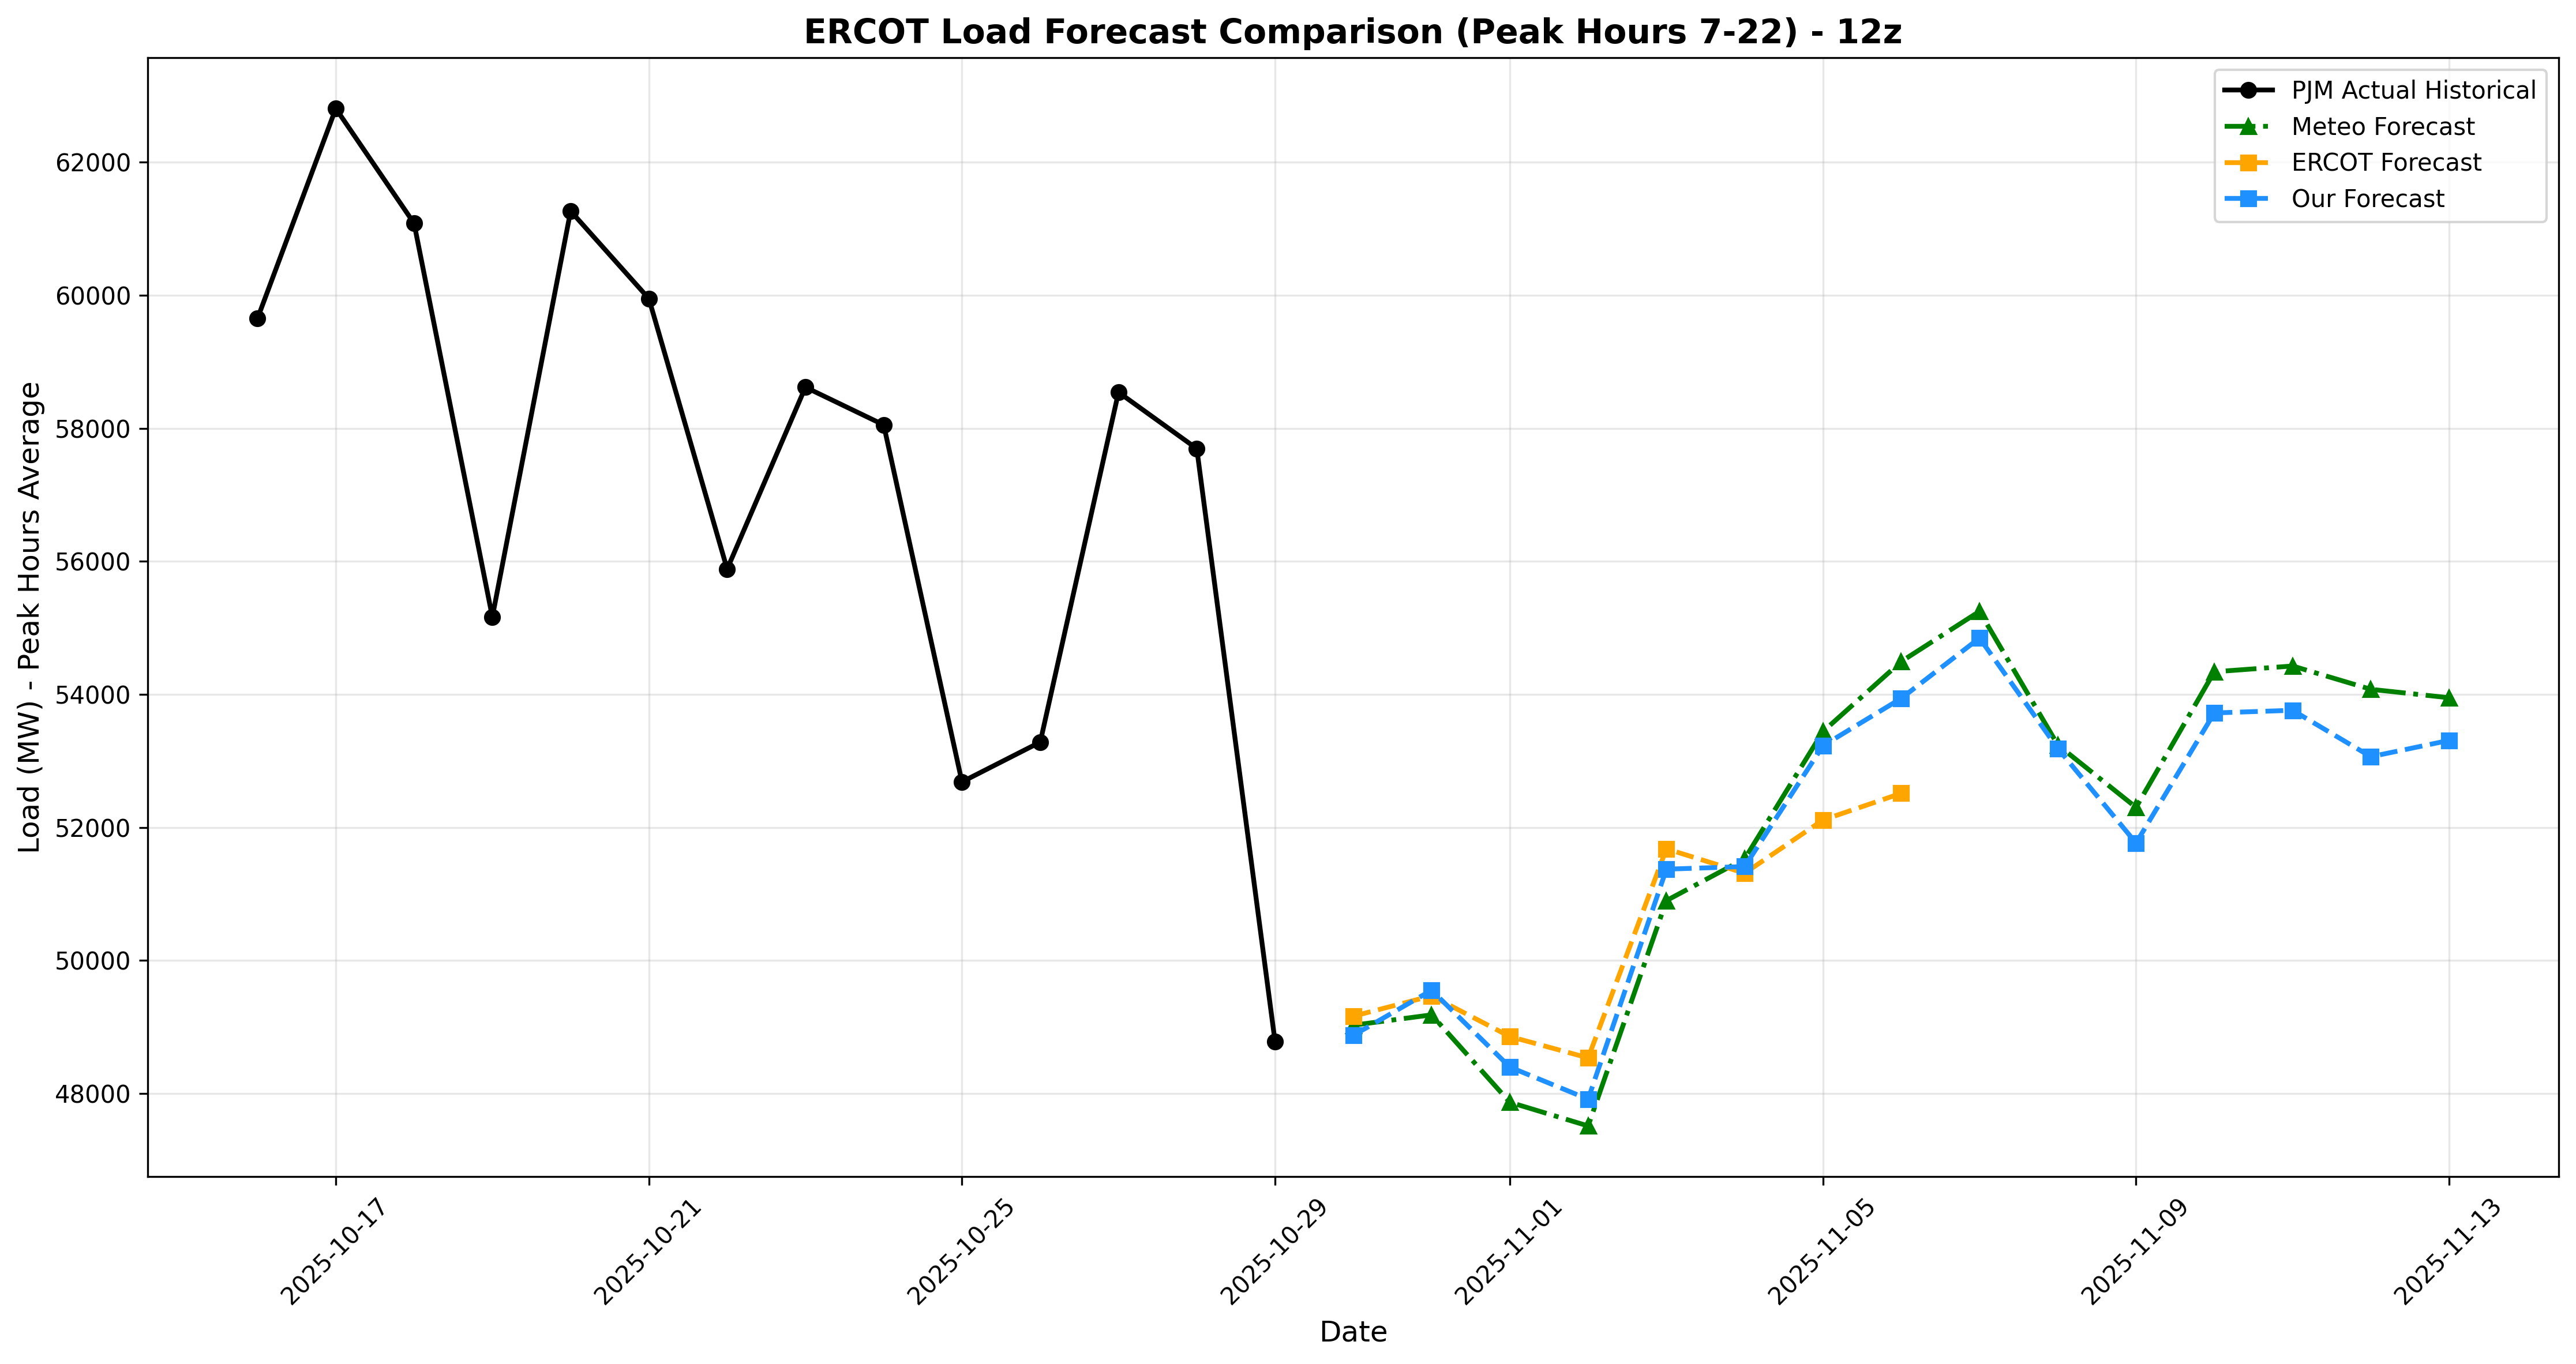 ERCOT Load Forecast Comparison (Peak Hours 7-22) - 12z
PJM Actual Historical
Meteo Forecast
ERCOT Forecast
Our Forecast
Load (MW) - Peak Hours Average
62000
60000
58000
56000
54000
52000
50000
48000
2025-10-17
2025-10-21
2025-10-25
2025-10-29
2025-11-01
2025-11-05
2025-11-09
2025-11-13
Date